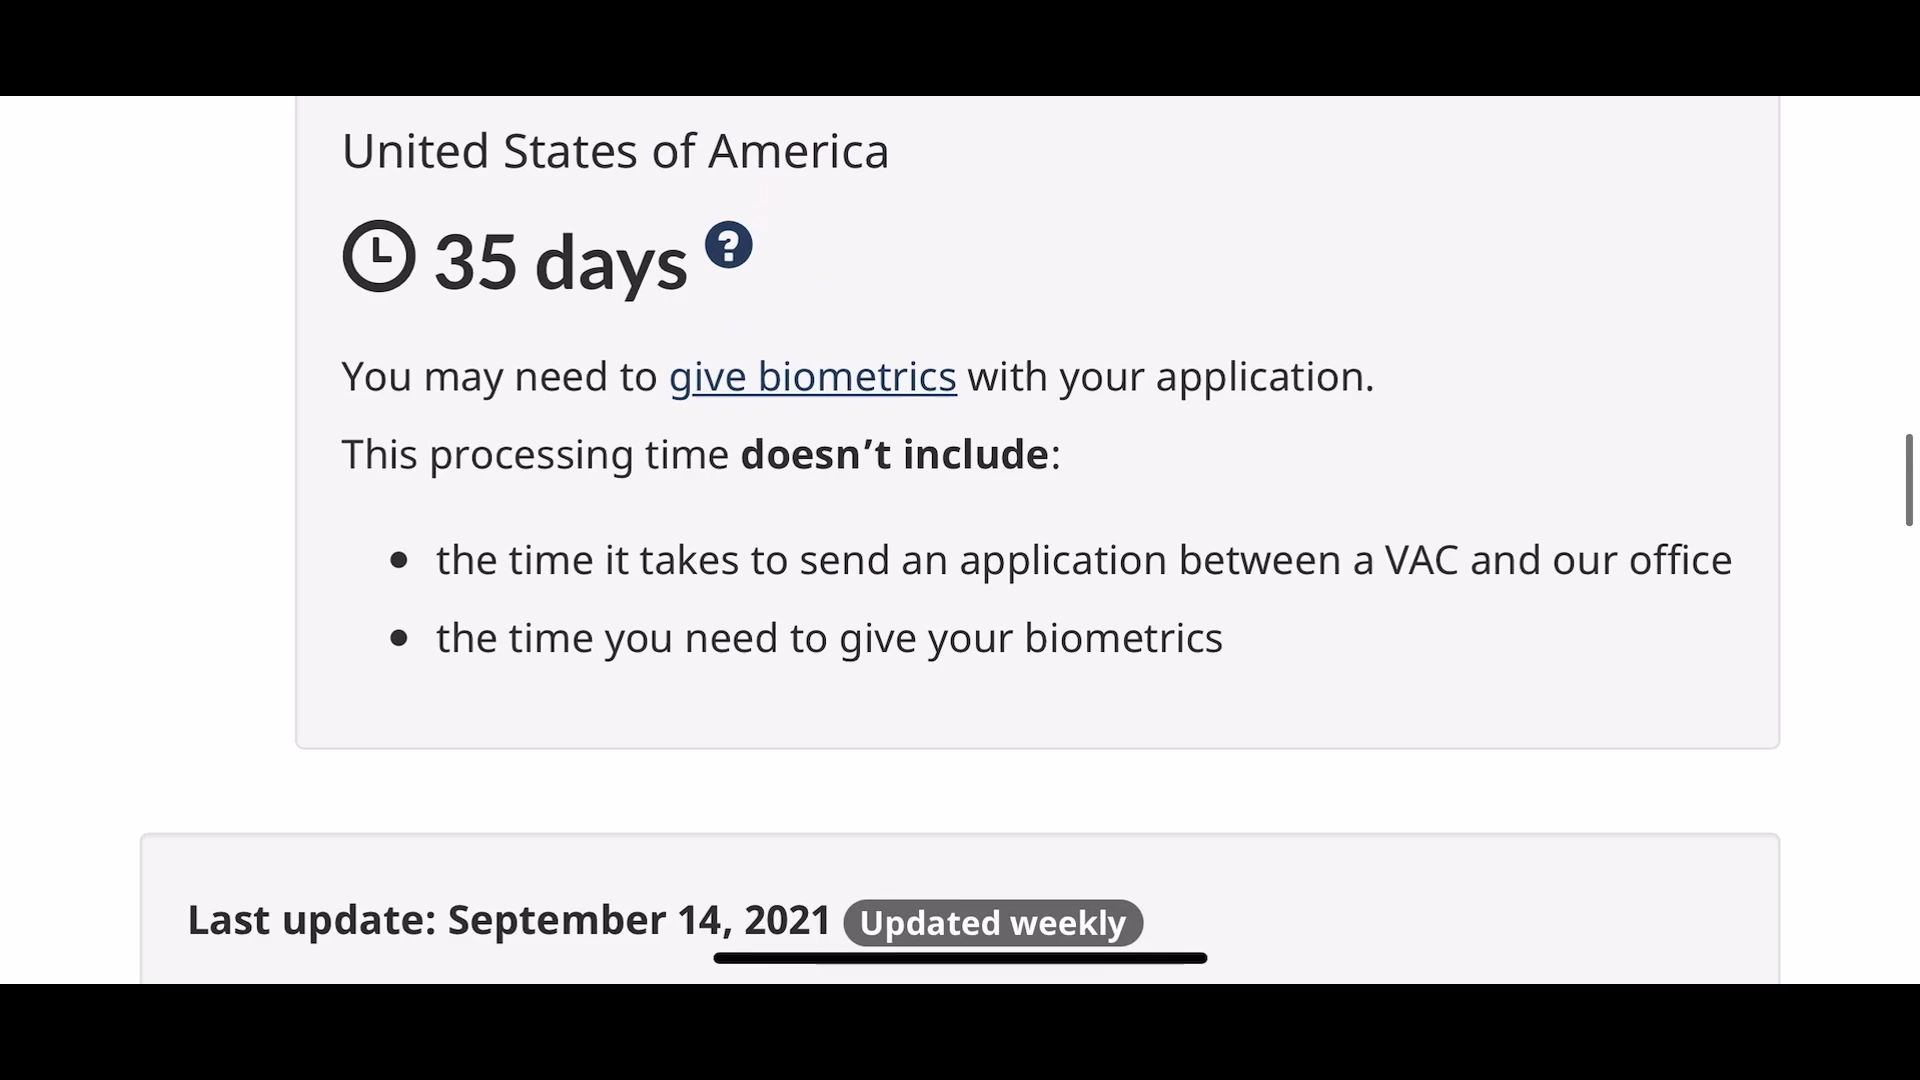 United States of America
35 days ?
You may need to give biometrics with your application.
This processing time doesn’t include:
• the time it takes to send an application between a VAC and our office
• the time you need to give your biometrics
Last update: September 14, 2021 Updated weekly